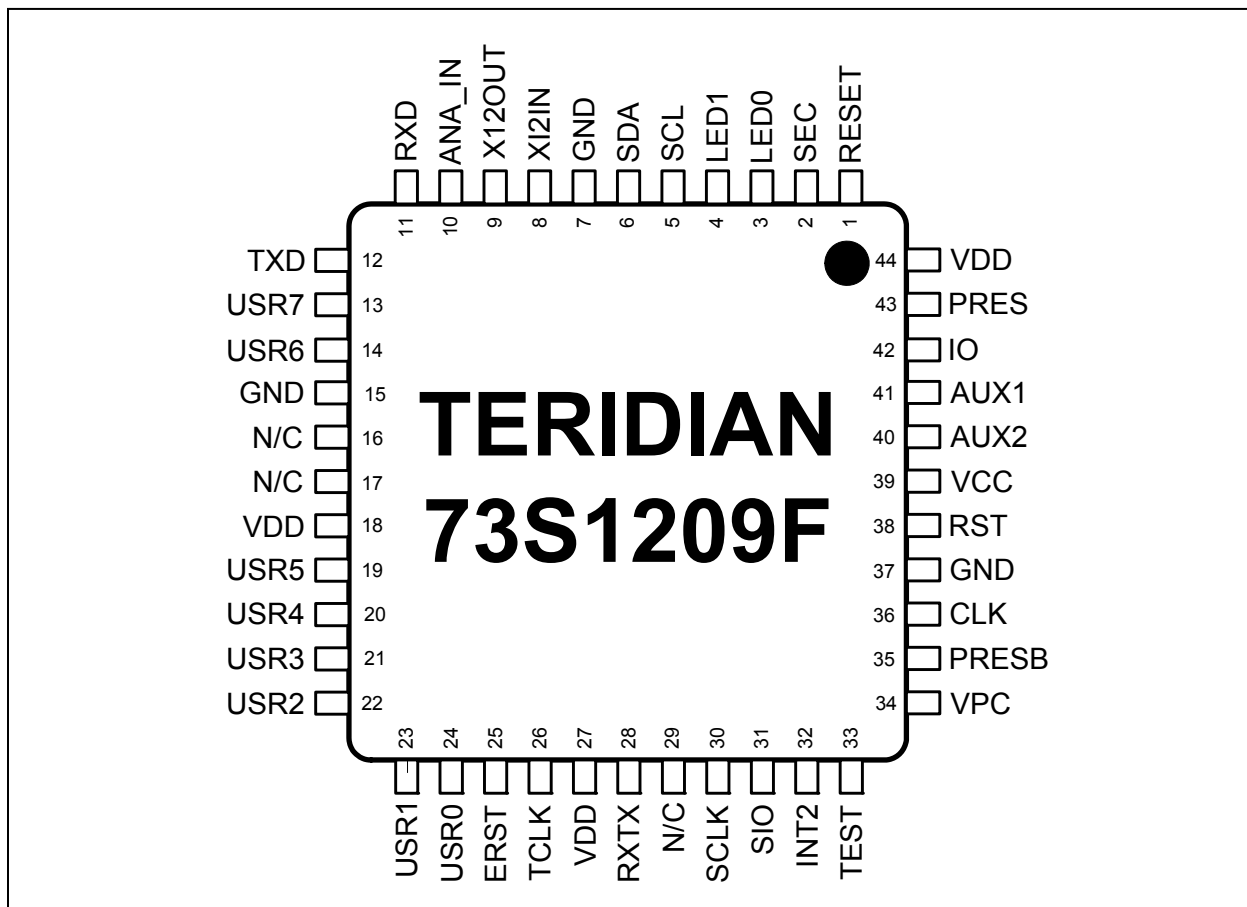 RXD
ANA_IN
X12OUT
XI2IN
GND
SDA
SCL
LED1
LED0
SEC
RESET
11
10
9
8
7
6
5
4
3
2
1
TXD 12
USR7 13
USR6 14
GND 15
N/C 16
N/C 17
VDD 18
USR5 19
USR4 20
USR3 21
USR2 22
TERIDIAN
73S1209F
44 VDD
43 PRES
42 IO
41 AUX1
40 AUX2
39 VCC
38 RST
37 GND
36 CLK
35 PRESB
34 VPC
23
24
25
26
27
28
29
30
31
32
33
USR1
USR0
ERST
TCLK
VDD
RXTX
N/C
SCLK
SIO
INT2
TEST